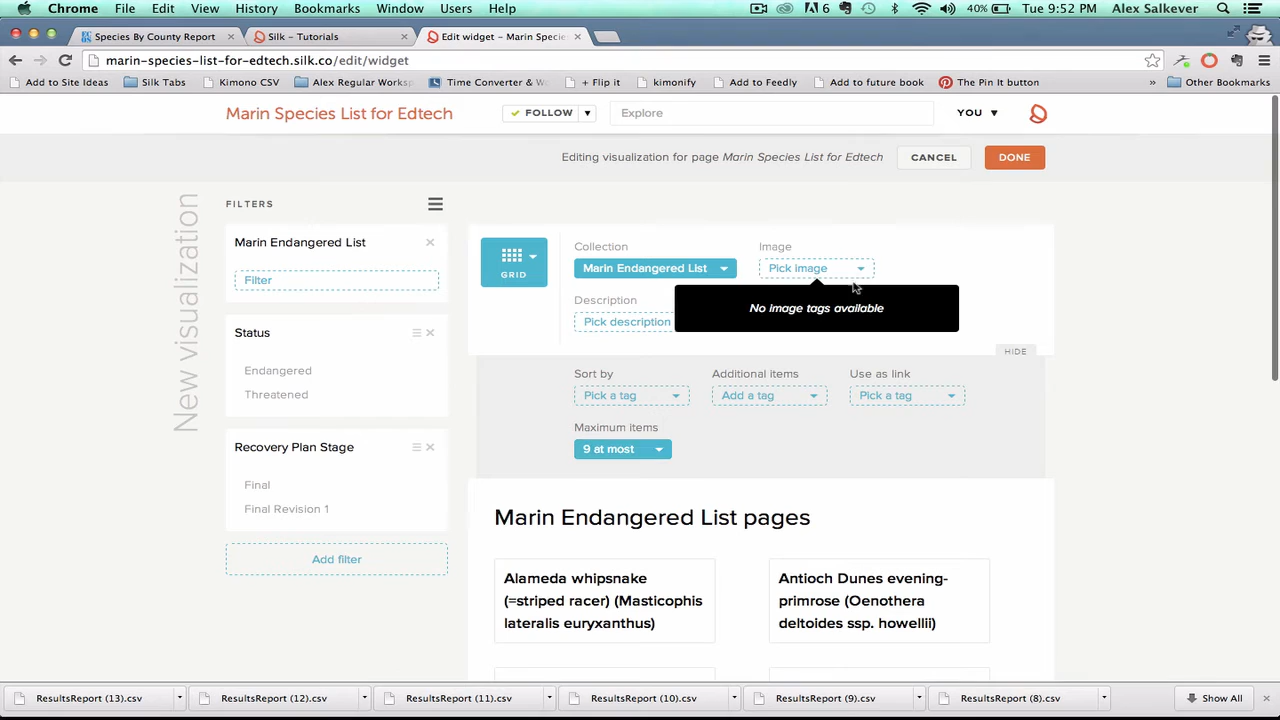 Chrome File Edit View History Bookmarks Window Users Help 6 40% Tue 9:52 PM Alex Salkever
Species By County Report × Silk – Tutorials × Edit widget – Marin Specie ×
marin-species-list-for-edtech.silk.co/edit/widget
Add to Site Ideas Silk Tabs Kimono CSV Alex Regular Worksp Time Converter & W + Flip it kimonify Add to Feedly Add to future book The Pin It button » Other Bookmarks
Marin Species List for Edtech FOLLOW Explore YOU
Editing visualization for page Marin Species List for Edtech CANCEL DONE
New visualization
FILTERS
Marin Endangered List
Filter
Status
Endangered
Threatened
Recovery Plan Stage
Final
Final Revision 1
Add filter
GRID
Collection
Marin Endangered List
Image
Pick image
No image tags available
Description
Pick description
HIDE
Sort by
Pick a tag
Additional items
Add a tag
Use as link
Pick a tag
Maximum items
9 at most
Marin Endangered List pages
Alameda whipsnake
(=striped racer) (Masticophis
lateralis euryxanthus)
Antioch Dunes evening-
primrose (Oenothera
deltoides ssp. howellii)
ResultsReport (13).csv ResultsReport (12).csv ResultsReport (11).csv ResultsReport (10).csv ResultsReport (9).csv ResultsReport (8).csv Show All